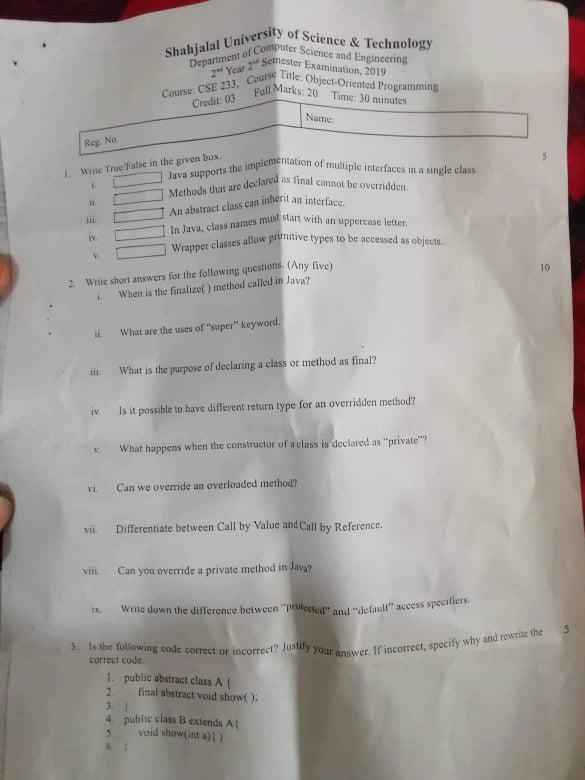 Shahjalal University of Science & Technology
Department of Computer Science and Engineering
2nd Year 2nd Semester Examination, 2019
Course: CSE 233, Course Title: Object-Oriented Programming
Credit: 03 Full Marks: 20 Time: 30 minutes
Reg. No. Name:
1. Write True/False in the given box. 5
i. Java supports the implementation of multiple interfaces in a single class.
ii. Methods that are declared as final cannot be overridden.
iii. An abstract class can inherit an interface.
iv. In Java, class names must start with an uppercase letter.
v. Wrapper classes allow primitive types to be accessed as objects.
2. Write short answers for the following questions. (Any five) 10
i. When is the finalize( ) method called in Java?
ii. What are the uses of "super" keyword.
iii. What is the purpose of declaring a class or method as final?
iv. Is it possible to have different return type for an overridden method?
v. What happens when the constructor of a class is declared as "private"?
vi. Can we override an overloaded method?
vii. Differentiate between Call by Value and Call by Reference.
viii. Can you override a private method in Java?
ix. Write down the difference between "protected" and "default" access specifiers.
3. Is the following code correct or incorrect? Justify your answer. If incorrect, specify why and rewrite the 5
correct code.
1. public abstract class A {
2. final abstract void show( );
3. }
4. public class B extends A{
5. void show(int a){ }
6. }